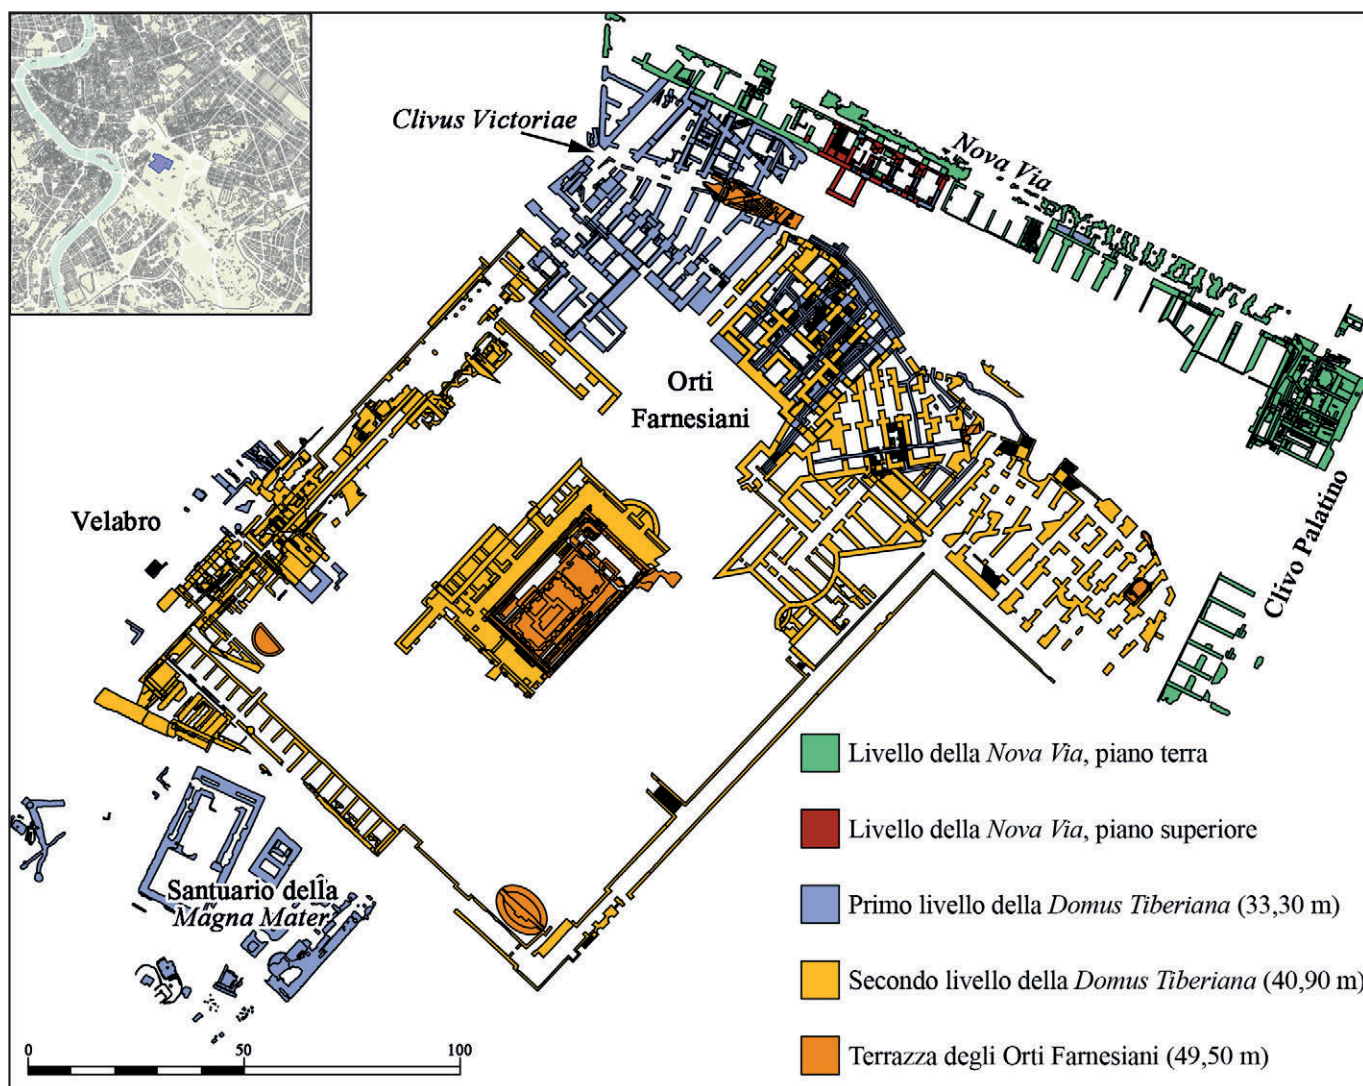 Clivus Victoriae
Nova Via
Orti
Farnesiani
Velabro
Clivo Palatino
Santuario della
Magna Mater
Livello della Nova Via, piano terra
Livello della Nova Via, piano superiore
Primo livello della Domus Tiberiana (33,30 m)
Secondo livello della Domus Tiberiana (40,90 m)
Terrazza degli Orti Farnesiani (49,50 m)
0 50 100